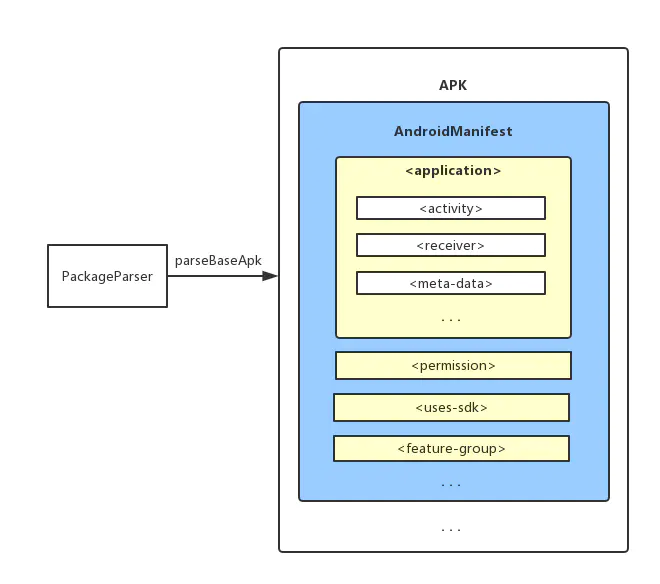 APK
AndroidManifest
<application>
<activity>
<receiver>
<meta-data>
...
<permission>
<uses-sdk>
<feature-group>
...
...
PackageParser
parseBaseApk